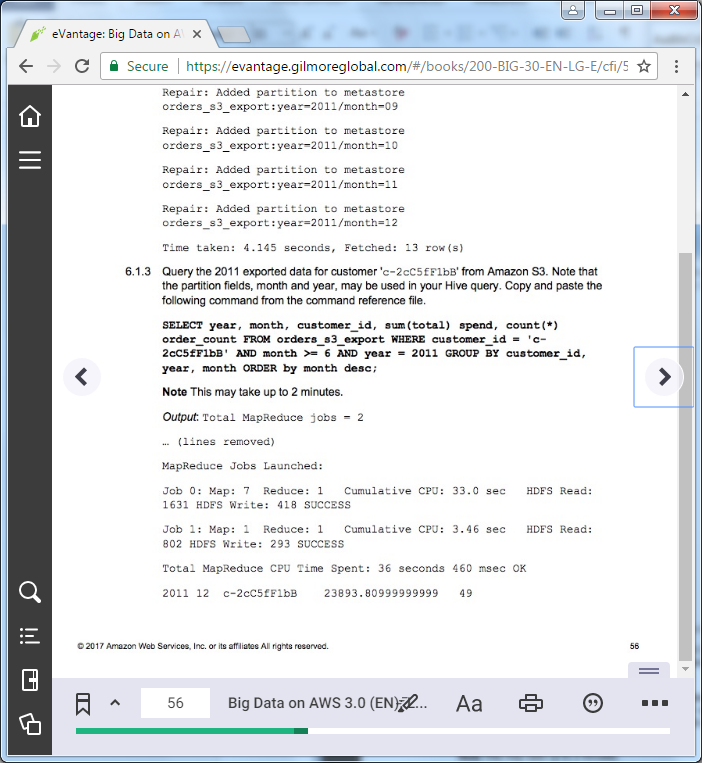 eVantage: Big Data on A
Secure
https://evantage.gilmoreglobal.com/#/books/200-BIG-30-EN-LG-E/cfi/5
Repair: Added partition to metastore
orders_s3_export:year=2011/month=09
Repair: Added partition to metastore
orders_s3_export:year=2011/month=10
Repair: Added partition to metastore
orders_s3_export:year=2011/month=11
Repair: Added partition to metastore
orders_s3_export:year=2011/month=12
Time taken: 4.145 seconds, Fetched: 13 row(s)
6.1.3 Query the 2011 exported data for customer 'c-2cC5fF1bB' from Amazon S3. Note that
the partition fields, month and year, may be used in your Hive query. Copy and paste the
following command from the command reference file.
SELECT year, month, customer_id, sum(total) spend, count(*)
order_count FROM orders_s3_export WHERE customer_id = 'c-
2cC5fF1bB' AND month >= 6 AND year = 2011 GROUP BY customer_id,
year, month ORDER by month desc;
Note This may take up to 2 minutes.
Output: Total MapReduce jobs = 2
… (lines removed)
MapReduce Jobs Launched:
Job 0: Map: 7 Reduce: 1 Cumulative CPU: 33.0 sec HDFS Read:
1631 HDFS Write: 418 SUCCESS
Job 1: Map: 1 Reduce: 1 Cumulative CPU: 3.46 sec HDFS Read:
802 HDFS Write: 293 SUCCESS
Total MapReduce CPU Time Spent: 36 seconds 460 msec OK
2011 12 c-2cC5fF1bB 23893.80999999999 49
© 2017 Amazon Web Services, Inc. or its affiliates All rights reserved.
56
56
Big Data on AWS 3.0 (EN):
Aa